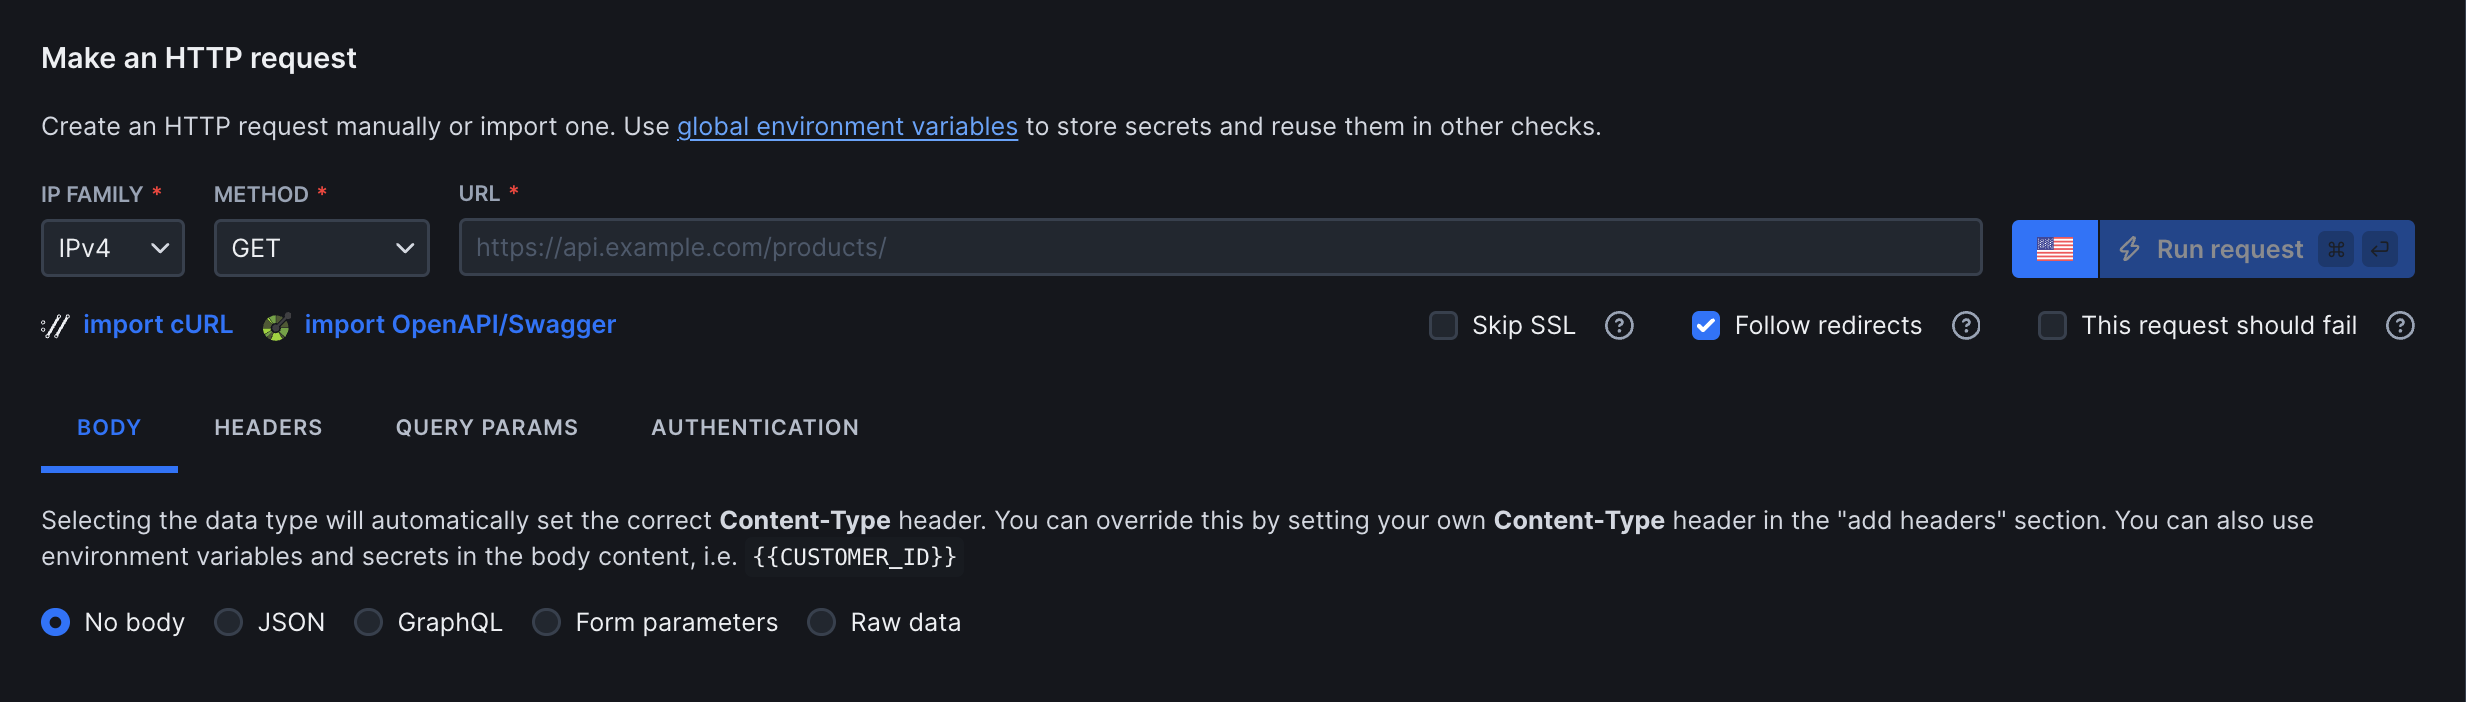 Make an HTTP request
Create an HTTP request manually or import one. Use global environment variables to store secrets and reuse them in other checks.
IP FAMILY * METHOD * URL *
IPv4 GET https://api.example.com/products/ Run request ⌘ ↵
import cURL import OpenAPI/Swagger Skip SSL ? Follow redirects ? This request should fail ?
BODY HEADERS QUERY PARAMS AUTHENTICATION
Selecting the data type will automatically set the correct Content-Type header. You can override this by setting your own Content-Type header in the "add headers" section. You can also use
environment variables and secrets in the body content, i.e. {{CUSTOMER_ID}}
No body JSON GraphQL Form parameters Raw data